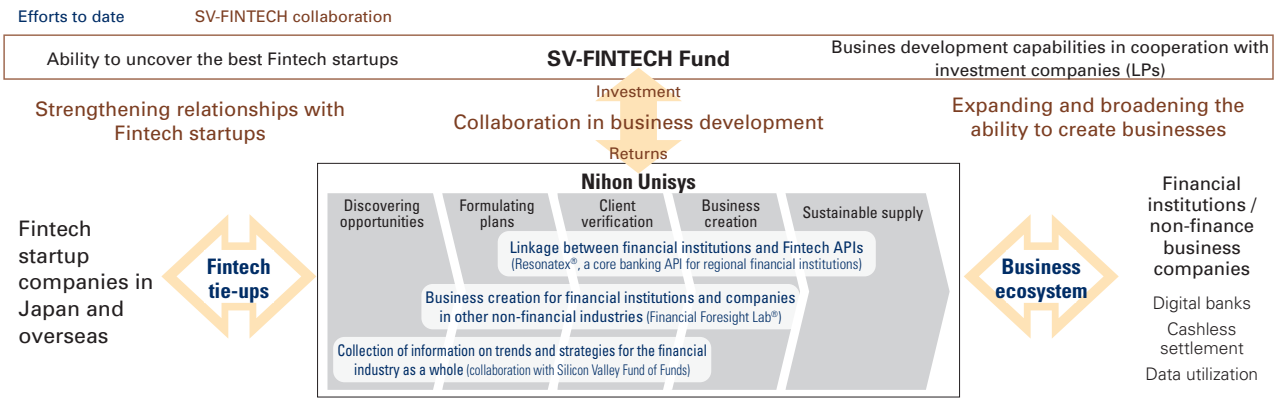 Efforts to date
SV-FINTECH collaboration
Ability to uncover the best Fintech startups
SV-FINTECH Fund
Busines development capabilities in cooperation with
investment companies (LPs)
Investment
Strengthening relationships with
Fintech startups
Collaboration in business development
Expanding and broadening the
ability to create businesses
Returns
Nihon Unisys
Discovering
opportunities
Formulating
plans
Client
verification
Business
creation
Sustainable supply
Linkage between financial institutions and Fintech APIs
(Resonatex®, a core banking API for regional financial institutions)
Business creation for financial institutions and companies
in other non-financial industries (Financial Foresight Lab®)
Collection of information on trends and strategies for the financial
industry as a whole (collaboration with Silicon Valley Fund of Funds)
Fintech
startup
companies in
Japan and
overseas
Fintech
tie-ups
Business
ecosystem
Financial
institutions /
non-finance
business
companies
Digital banks
Cashless
settlement
Data utilization